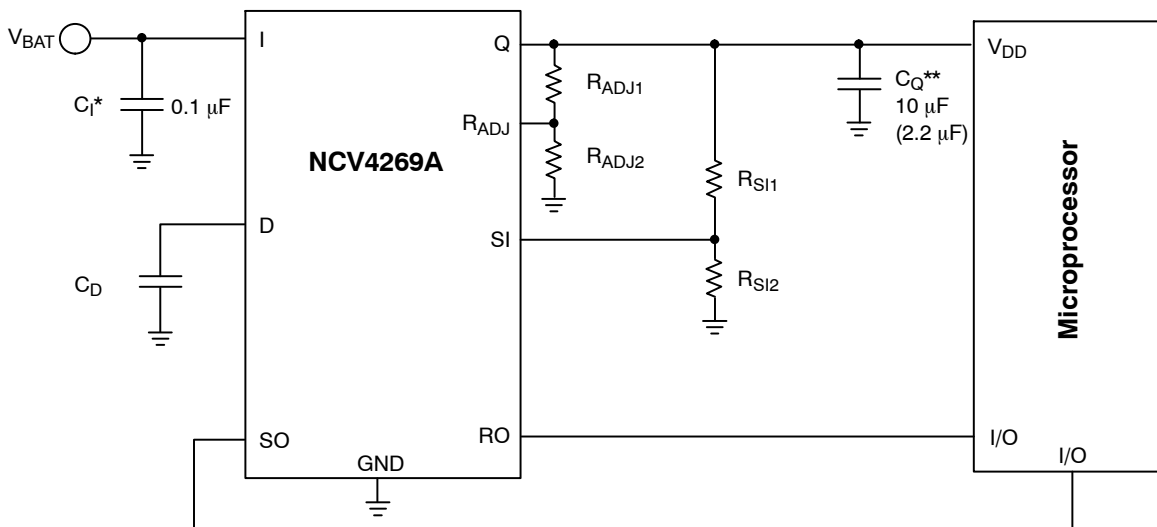 V_BAT
I
Q
V_DD
C_I*
0.1 μF
R_ADJ1
C_Q**
10 μF
(2.2 μF)
R_ADJ
NCV4269A
R_ADJ2
R_SI1
Microprocessor
D
SI
C_D
R_SI2
SO
RO
I/O
GND
I/O